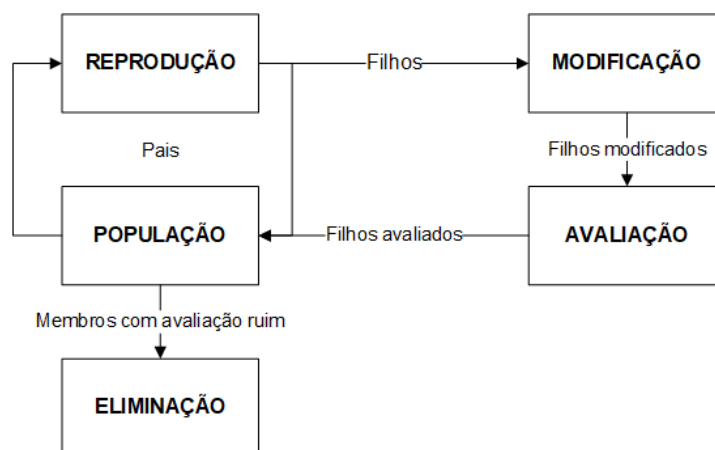 REPRODUÇÃO
Filhos
MODIFICAÇÃO
Pais
Filhos modificados
POPULAÇÃO
Filhos avaliados
AVALIAÇÃO
Membros com avaliação ruim
ELIMINAÇÃO